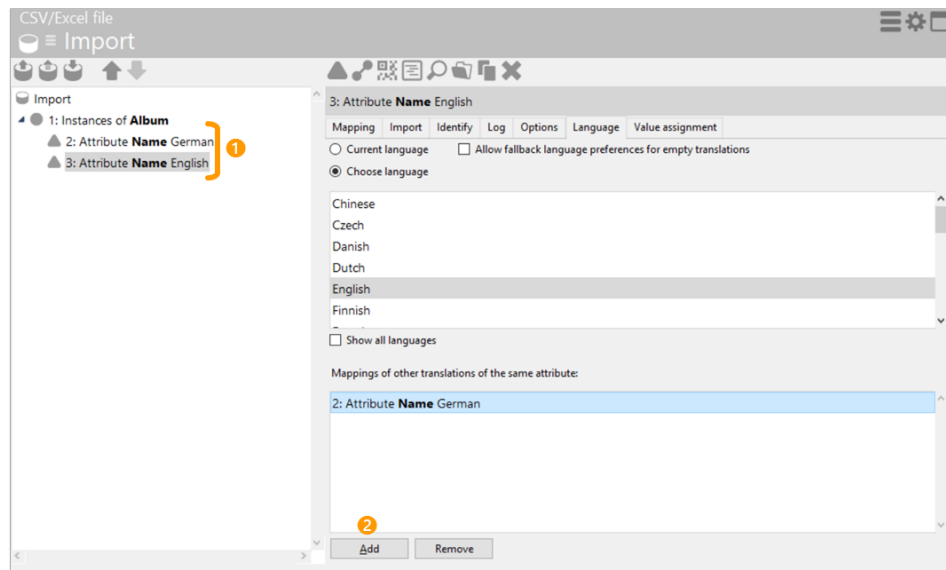 CSV/Excel file
Import
Import
1: Instances of Album
2: Attribute Name German
3: Attribute Name English
1
3: Attribute Name English
Mapping Import Identify Log Options Language Value assignment
Current language Allow fallback language preferences for empty translations
Choose language
Chinese
Czech
Danish
Dutch
English
Finnish
Show all languages
Mappings of other translations of the same attribute:
2: Attribute Name German
2
Add Remove